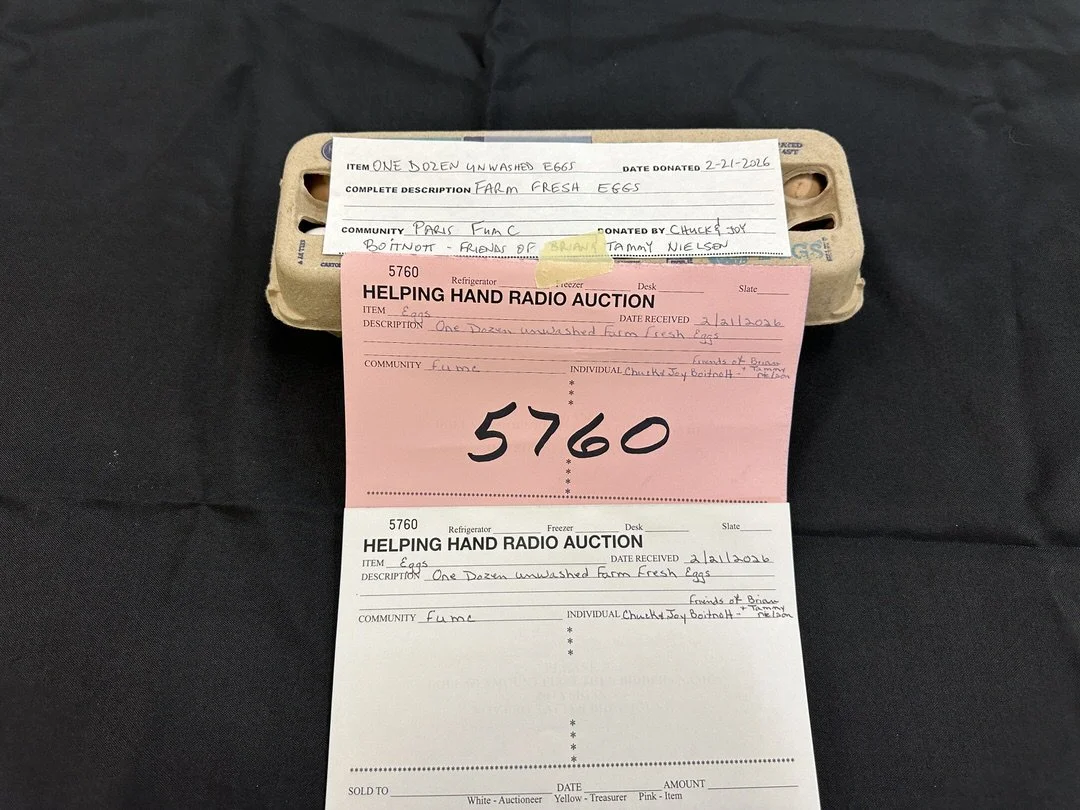 ITEM ONE DOZEN UNWASHED EGGS DATE DONATED 2-21-2026
COMPLETE DESCRIPTION FARM FRESH EGGS
COMMUNITY PARIS FUMC DONATED BY CHUCK & JOY
BOITNOTT - FRIENDS OF BRIAN & TAMMY NIELSEN
GS
5760 Refrigerator Freezer Desk Slate
HELPING HAND RADIO AUCTION
ITEM Eggs DATE RECEIVED 2/21/2026
DESCRIPTION One Dozen unwashed Farm Fresh Eggs
Friends of Brian
COMMUNITY fumc INDIVIDUAL Chuck & Joy Boitnott - + Tammy
Nielson
5760
5760 Refrigerator Freezer Desk Slate
HELPING HAND RADIO AUCTION
ITEM Eggs DATE RECEIVED 2/21/2026
DESCRIPTION One Dozen unwashed Farm Fresh Eggs
Friends of Brian
COMMUNITY fumc INDIVIDUAL Chuck & Joy Boitnott - + Tammy
Nielson
SOLD TO DATE AMOUNT
White - Auctioneer Yellow - Treasurer Pink - Item